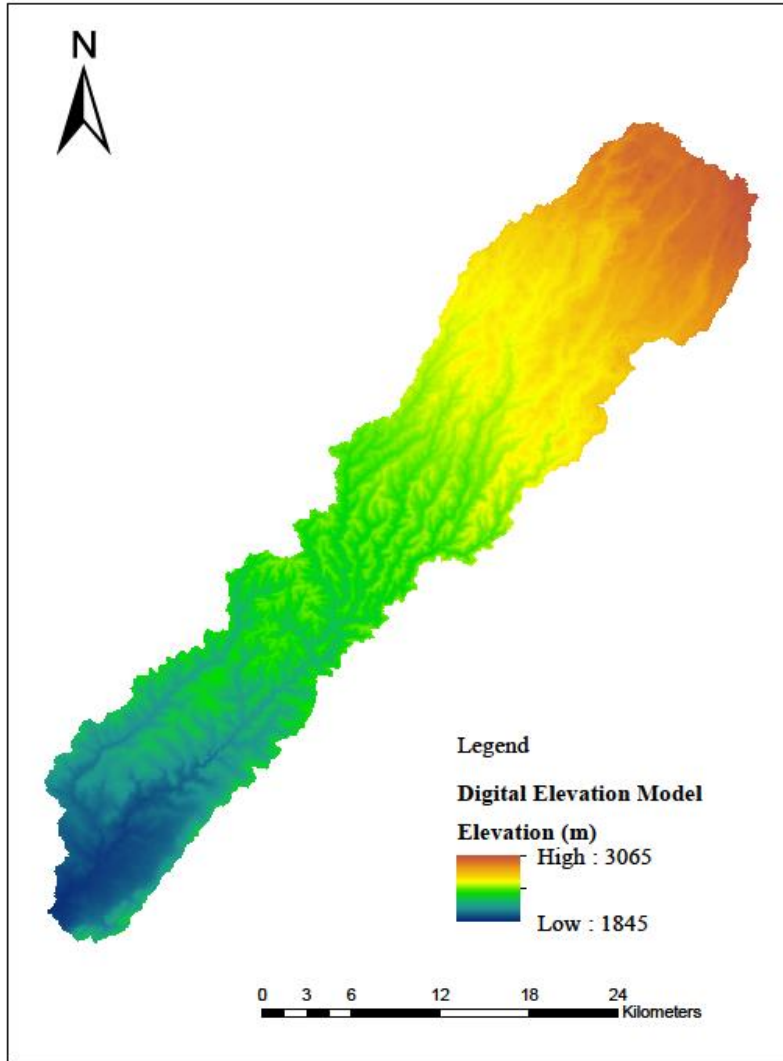 N
Legend
Digital Elevation Model
Elevation (m)
High : 3065
Low : 1845
0 3 6 12 18 24
Kilometers